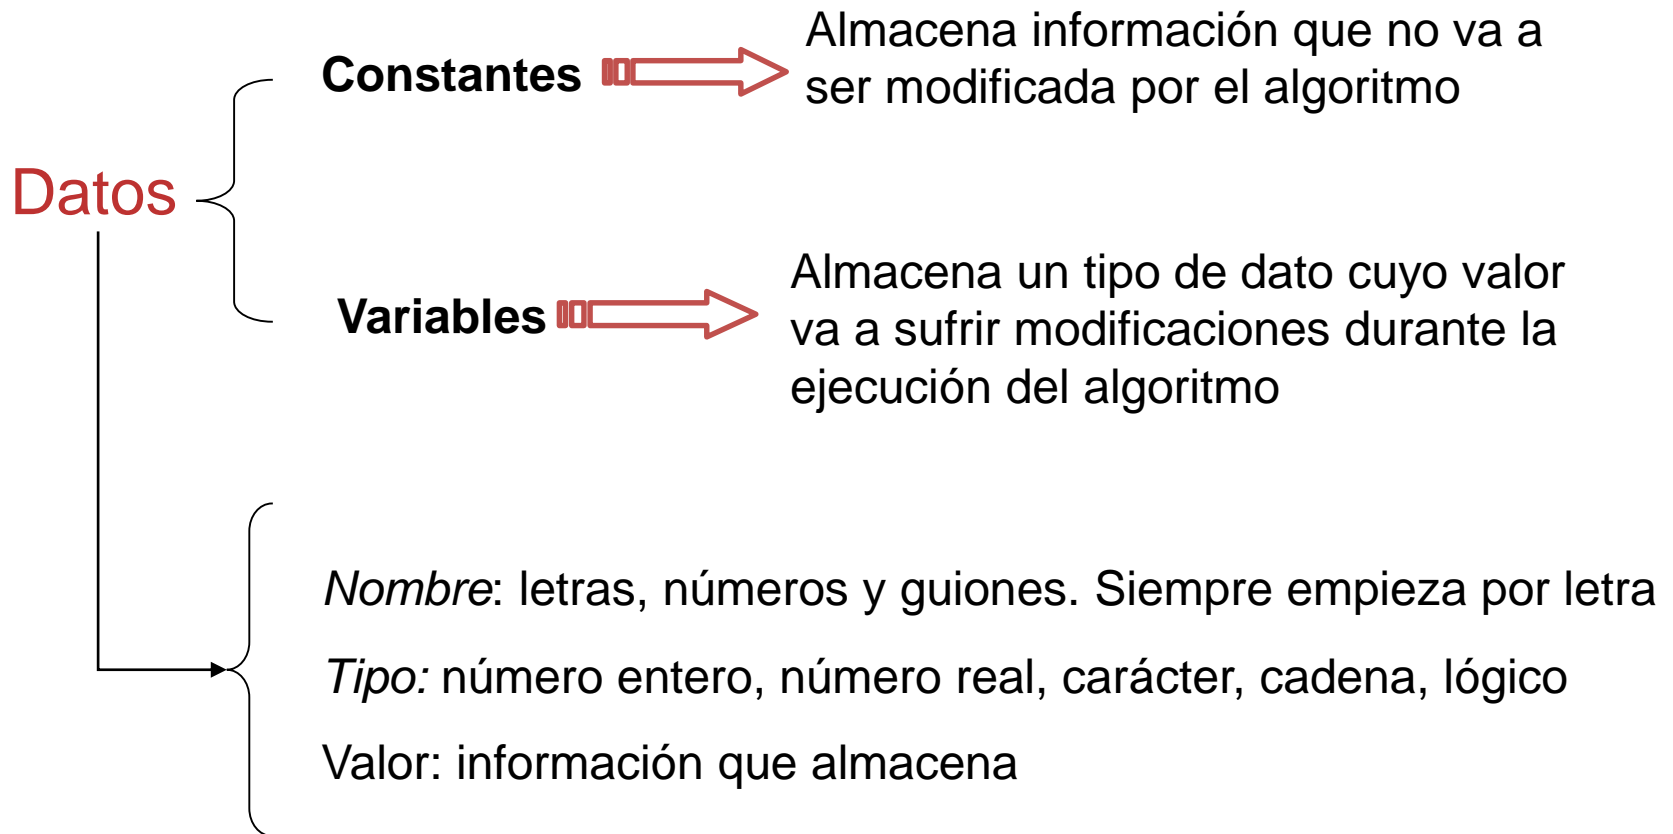 Constantes
Almacena información que no va a
ser modificada por el algoritmo
Datos
Variables
Almacena un tipo de dato cuyo valor
va a sufrir modificaciones durante la
ejecución del algoritmo
Nombre: letras, números y guiones. Siempre empieza por letra
Tipo: número entero, número real, carácter, cadena, lógico
Valor: información que almacena